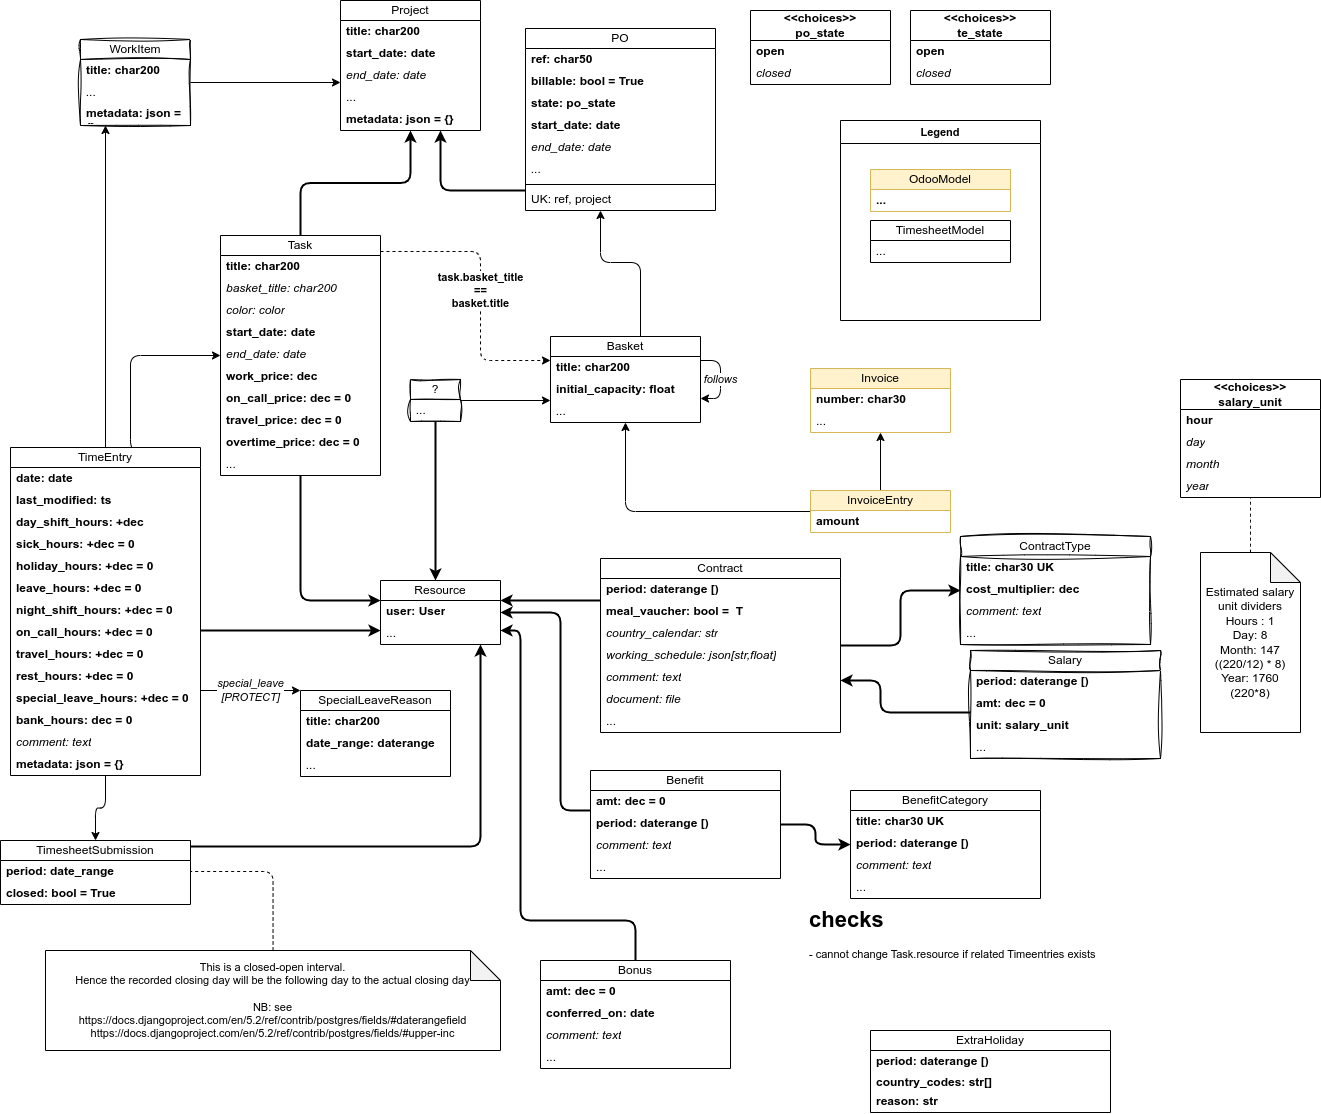 Project
title: char200
start_date: date
end_date: date
...
metadata: json = {}
WorkItem
title: char200
...
metadata: json =
PO
ref: char50
billable: bool = True
state: po_state
start_date: date
end_date: date
...
UK: ref, project
<<choices>>
po_state
open
closed
<<choices>>
te_state
open
closed
Legend
OdooModel
...
TimesheetModel
...
Task
title: char200
basket_title: char200
color: color
start_date: date
end_date: date
work_price: dec
on_call_price: dec = 0
travel_price: dec = 0
overtime_price: dec = 0
...
task.basket_title
==
basket.title
Basket
title: char200
initial_capacity: float
...
follows
?
...
Invoice
number: char30
...
InvoiceEntry
amount
<<choices>>
salary_unit
hour
day
month
year
Estimated salary
unit dividers
Hours : 1
Day: 8
Month: 147
((220/12) * 8)
Year: 1760
(220*8)
TimeEntry
date: date
last_modified: ts
day_shift_hours: +dec
sick_hours: +dec = 0
holiday_hours: +dec = 0
leave_hours: +dec = 0
night_shift_hours: +dec = 0
on_call_hours: +dec = 0
travel_hours: +dec = 0
rest_hours: +dec = 0
special_leave_hours: +dec = 0
bank_hours: dec = 0
comment: text
metadata: json = {}
Resource
user: User
...
special_leave
[PROTECT]
SpecialLeaveReason
title: char200
date_range: daterange
...
Contract
period: daterange [)
meal_vaucher: bool =  T
country_calendar: str
working_schedule: json[str,float]
comment: text
document: file
...
ContractType
title: char30 UK
cost_multiplier: dec
comment: text
...
Salary
period: daterange [)
amt: dec = 0
unit: salary_unit
...
Benefit
amt: dec = 0
period: daterange [)
comment: text
...
BenefitCategory
title: char30 UK
period: daterange [)
comment: text
...
TimesheetSubmission
period: date_range
closed: bool = True
This is a closed-open interval.
Hence the recorded closing day will be the following day to the actual closing day
NB: see
https://docs.djangoproject.com/en/5.2/ref/contrib/postgres/fields/#daterangefield
https://docs.djangoproject.com/en/5.2/ref/contrib/postgres/fields/#upper-inc
Bonus
amt: dec = 0
conferred_on: date
comment: text
...
checks
- cannot change Task.resource if related Timeentries exists
ExtraHoliday
period: daterange [)
country_codes: str[]
reason: str